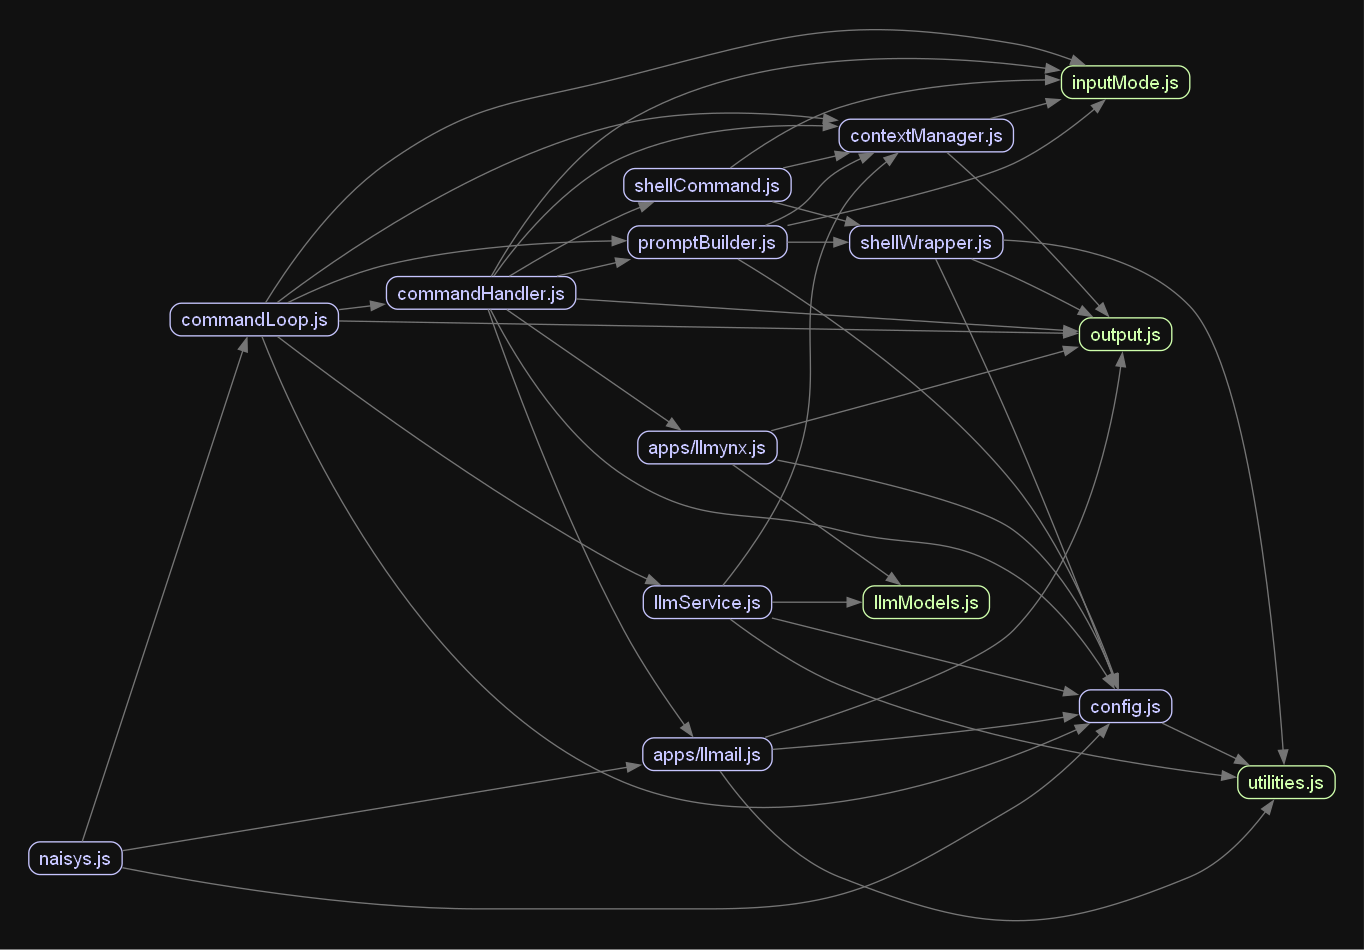 inputMode.js
contextManager.js
shellCommand.js
promptBuilder.js
shellWrapper.js
commandHandler.js
commandLoop.js
output.js
apps/llmynx.js
llmService.js
llmModels.js
config.js
apps/llmail.js
utilities.js
naisys.js